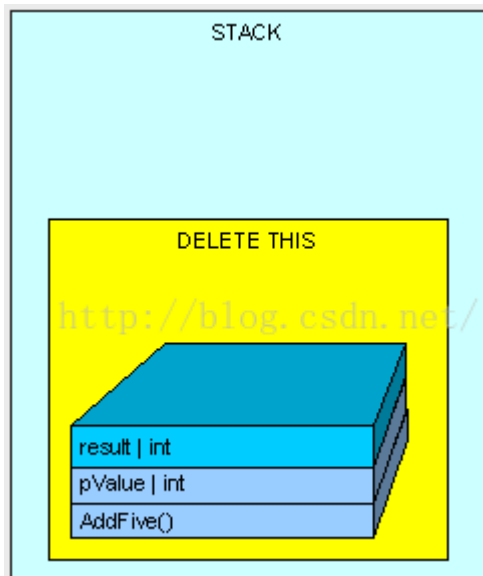 STACK
DELETE THIS
http://blog.csdn.net/
result | int
pValue | int
AddFive()